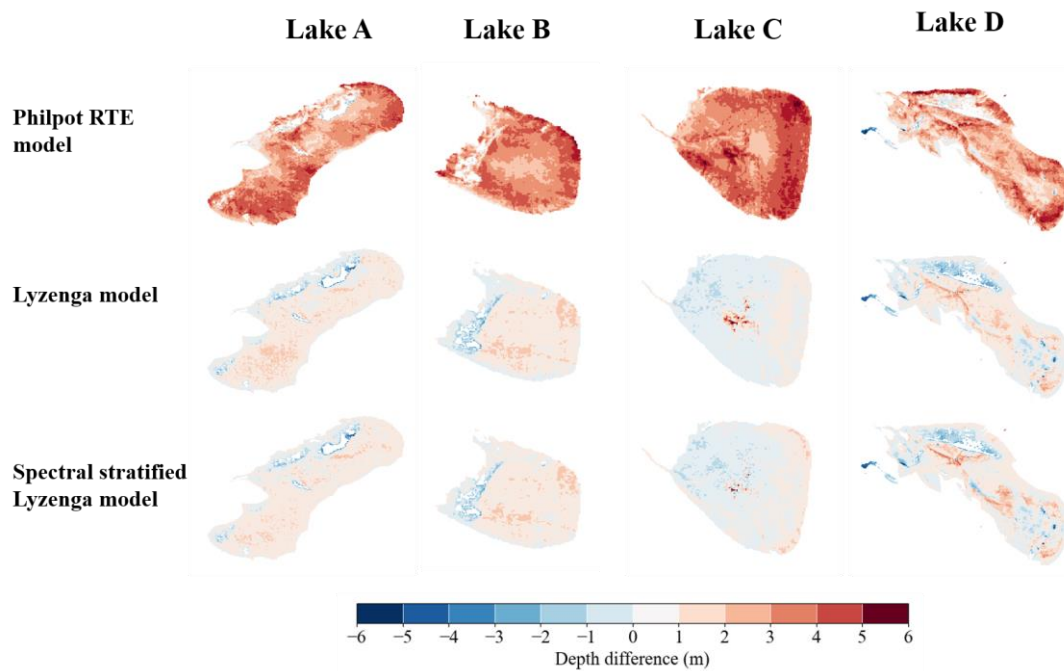 Lake A Lake B Lake C Lake D
Philpot RTE
model
Lyzenga model
Spectral stratified
Lyzenga model
−6 −5 −4 −3 −2 −1 0 1 2 3 4 5 6
Depth difference (m)